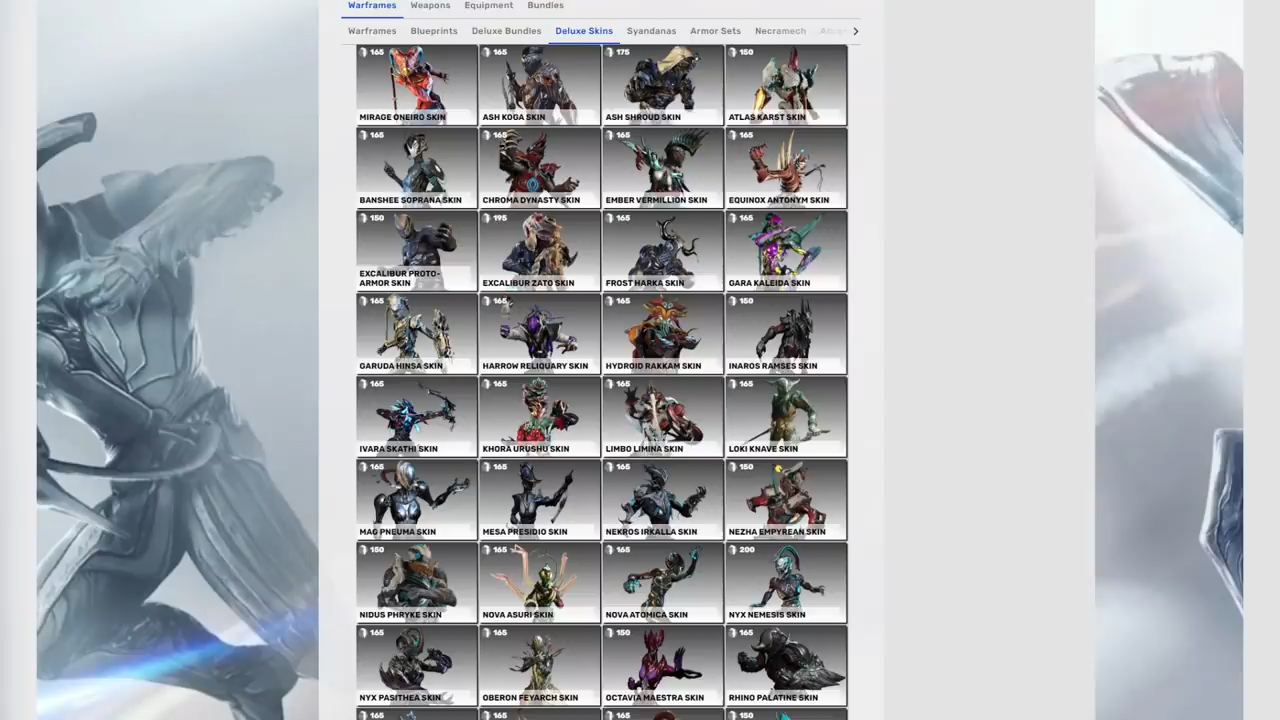 Warframes Weapons Equipment Bundles
Warframes Blueprints Deluxe Bundles Deluxe Skins Syandanas Armor Sets Necramech
165 165 175 150
MIRAGE ONEIRO SKIN ASH KOGA SKIN ASH SHROUD SKIN ATLAS KARST SKIN
165 165 165 165
BANSHEE SOPRANA SKIN CHROMA DYNASTY SKIN EMBER VERMILLION SKIN EQUINOX ANTONYM SKIN
150 195 165 165
EXCALIBUR PROTO-
ARMOR SKIN EXCALIBUR ZATO SKIN FROST HARKA SKIN GARA KALEIDA SKIN
165 165 165 150
GARUDA HINSA SKIN HARROW RELIQUARY SKIN HYDROID RAKKAM SKIN INAROS RAMSES SKIN
165 165 165 165
IVARA SKATHI SKIN KHORA URUSHU SKIN LIMBO LIMINA SKIN LOKI KNAVE SKIN
165 165 165 150
MAG PNEUMA SKIN MESA PRESIDIO SKIN NEKROS IRKALLA SKIN NEZHA EMPYREAN SKIN
150 165 165 200
NIDUS PHRYKE SKIN NOVA ASURI SKIN NOVA ATOMICA SKIN NYX NEMESIS SKIN
165 165 150 165
NYX PASITHEA SKIN OBERON FEYARCH SKIN OCTAVIA MAESTRA SKIN RHINO PALATINE SKIN
165 165 165 150